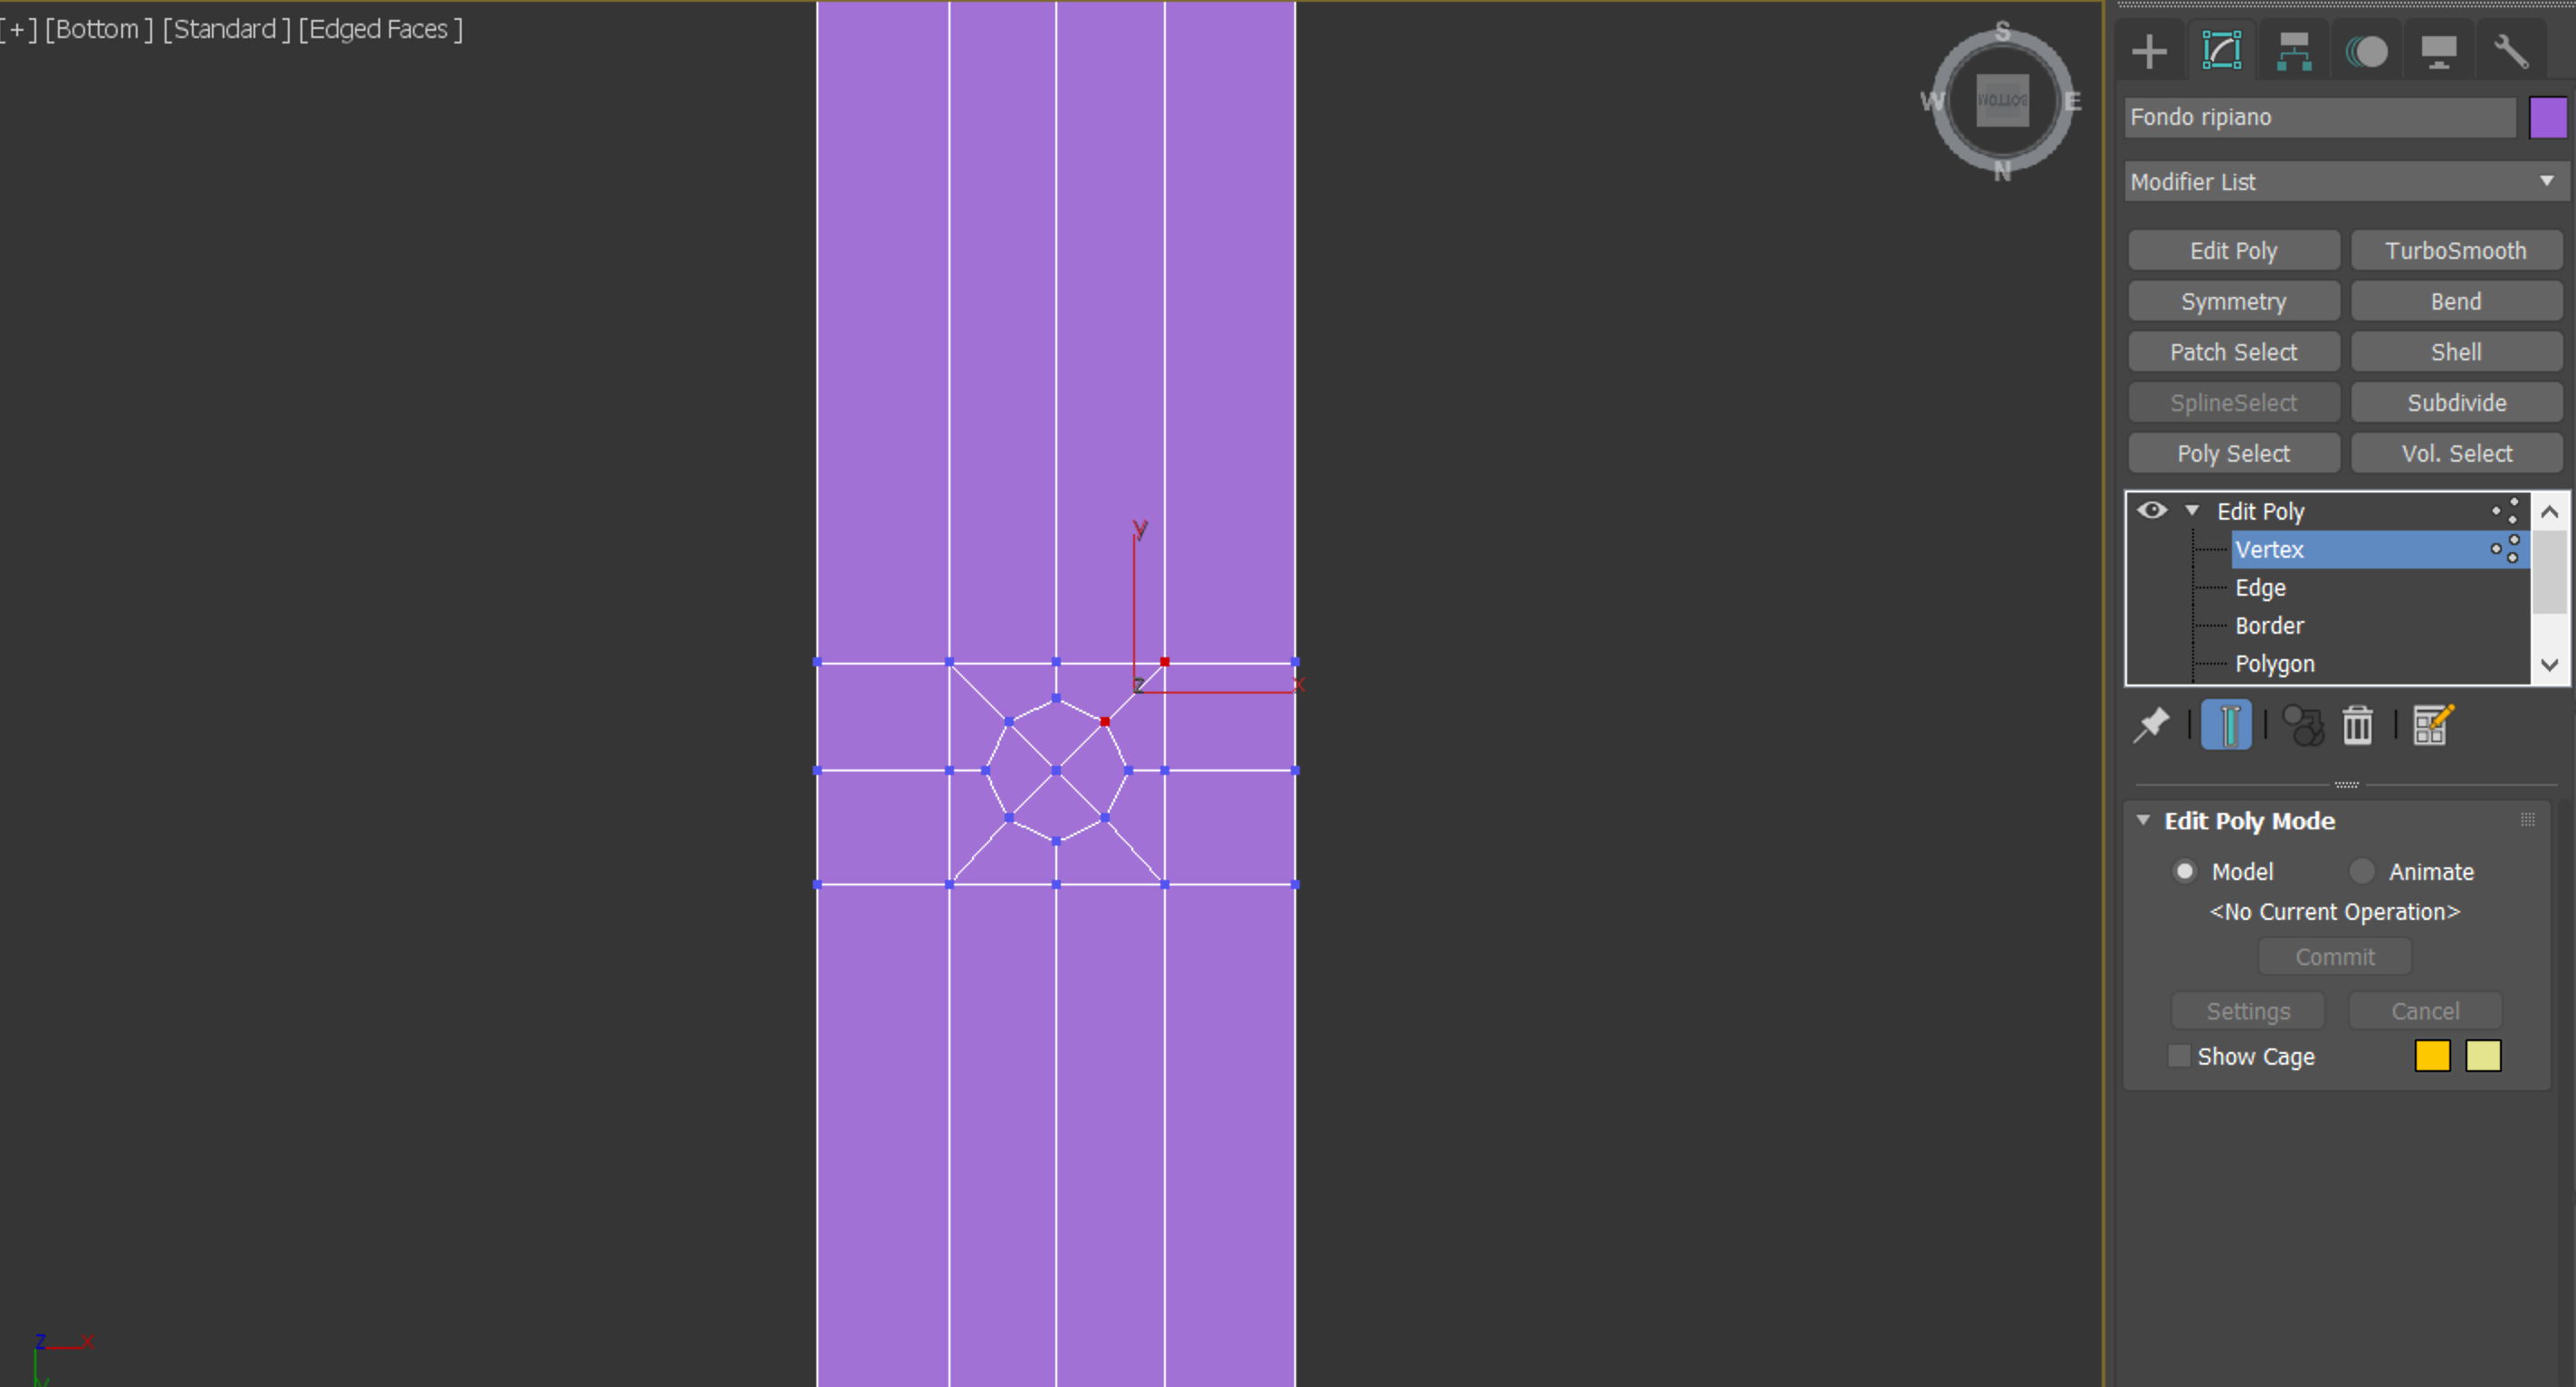 [+] [Bottom ] [Standard ] [Edged Faces ]
S
W
BOTTOM
E
N
Fondo ripiano
Modifier List
Edit Poly
TurboSmooth
Symmetry
Bend
Patch Select
Shell
SplineSelect
Subdivide
Poly Select
Vol. Select
Edit Poly
Vertex
Edge
Border
Polygon
y
z
x
Edit Poly Mode
Model
Animate
<No Current Operation>
Commit
Settings
Cancel
Show Cage
z
x
y